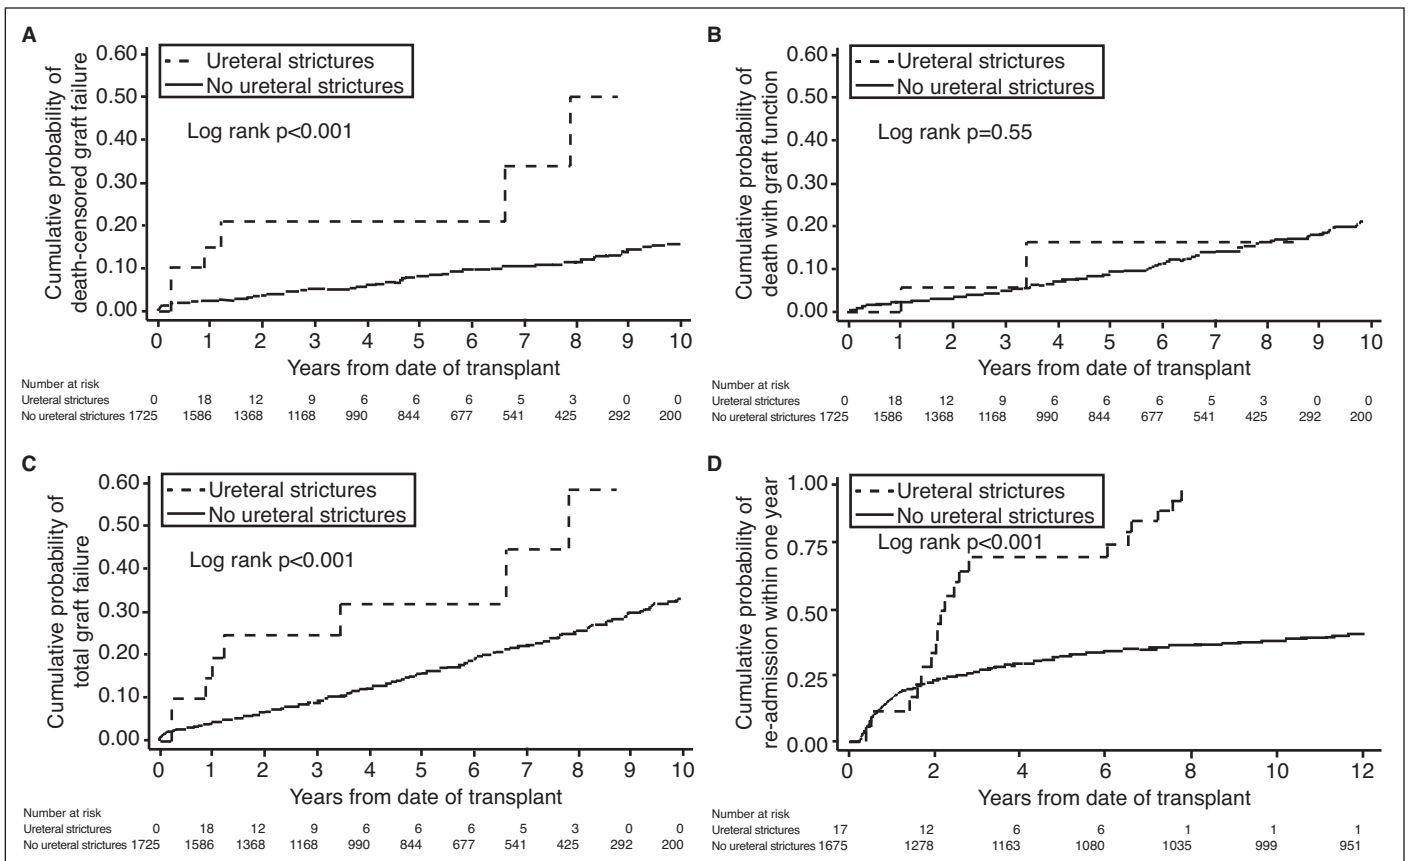 A
Cumulative probability of
death-censored graft failure
0.60
0.50
0.40
0.30
0.20
0.10
0.00
Ureteral strictures
No ureteral strictures
Log rank p<0.001
0 1 2 3 4 5 6 7 8 9 10
Years from date of transplant
Number at risk
Ureteral strictures 0 18 12 9 6 6 6 5 3 0 0
No ureteral strictures 1725 1586 1368 1168 990 844 677 541 425 292 200
B
Cumulative probability of
death with graft function
0.60
0.50
0.40
0.30
0.20
0.10
0.00
Ureteral strictures
No ureteral strictures
Log rank p=0.55
0 1 2 3 4 5 6 7 8 9 10
Years from date of transplant
Number at risk
Ureteral strictures 0 18 12 9 6 6 6 5 3 0 0
No ureteral strictures 1725 1586 1368 1168 990 844 677 541 425 292 200
C
Cumulative probability of
total graft failure
0.60
0.50
0.40
0.30
0.20
0.10
0.00
Ureteral strictures
No ureteral strictures
Log rank p<0.001
0 1 2 3 4 5 6 7 8 9 10
Years from date of transplant
Number at risk
Ureteral strictures 0 18 12 9 6 6 6 5 3 0 0
No ureteral strictures 1725 1586 1368 1168 990 844 677 541 425 292 200
D
Cumulative probability of
re-admission within one year
1.00
0.75
0.50
0.25
0.00
Ureteral strictures
No ureteral strictures
Log rank p<0.001
0 2 4 6 8 10 12
Years from date of transplant
Number at risk
Ureteral strictures 17 12 6 6 1 1 1
No ureteral strictures 1675 1278 1163 1080 1035 999 951